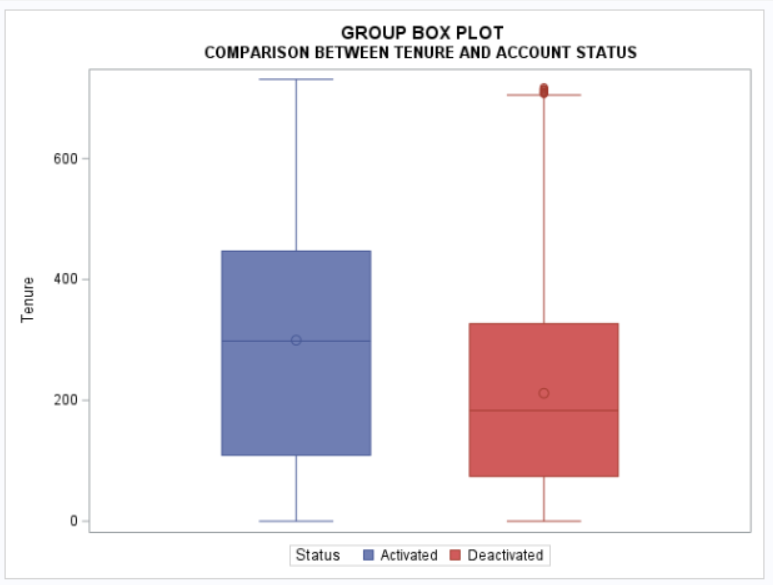 GROUP BOX PLOT
COMPARISON BETWEEN TENURE AND ACCOUNT STATUS
600
400
200
0
Tenure
Status Activated Deactivated